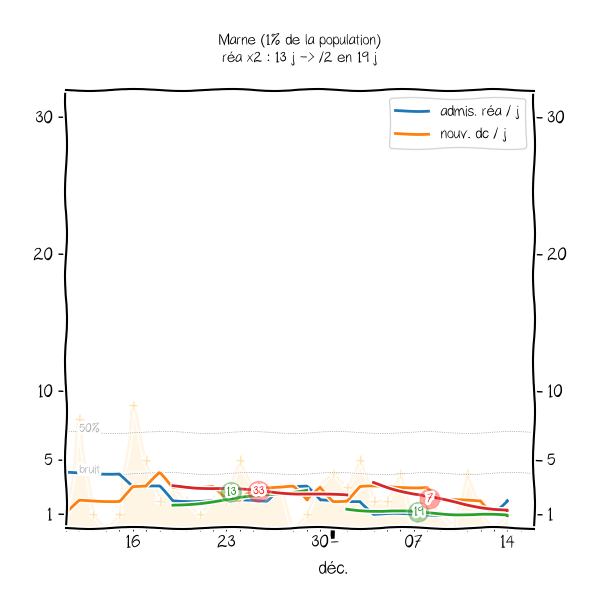 Marne (1% de la population)
réa x2 : 13 j -> /2 en 19 j
admis. réa / j
nouv. dc / j
30 30
20 20
10 10
50%
5 5
bruit
13 33 7
19
1 1
16 23 30 07 14
déc.